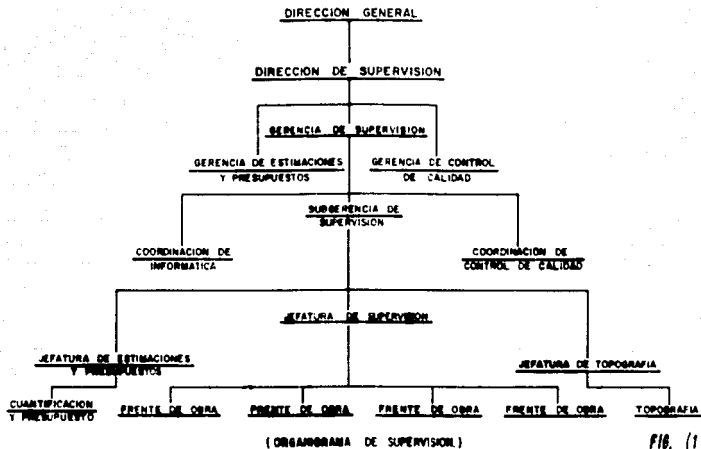 DIRECCION GENERAL
DIRECCION DE SUPERVISION
GERENCIA DE SUPERVISION
GERENCIA DE ESTIMACIONES
Y PRESUPUESTOS
GERENCIA DE CONTROL
DE CALIDAD
SUBGERENCIA DE
SUPERVISION
COORDINACION DE
INFORMATICA
COORDINACION DE
CONTROL DE CALIDAD
JEFATURA DE SUPERVISION
JEFATURA DE ESTIMACIONES
Y PRESUPUESTOS
JEFATURA DE TOPOGRAFIA
CUANTIFICACION
Y PRESUPUESTO
FRENTE DE OBRA
FRENTE DE OBRA
FRENTE DE OBRA
FRENTE DE OBRA
TOPOGRAFIA
(ORGANIGRAMA DE SUPERVISION)
FIG. (1